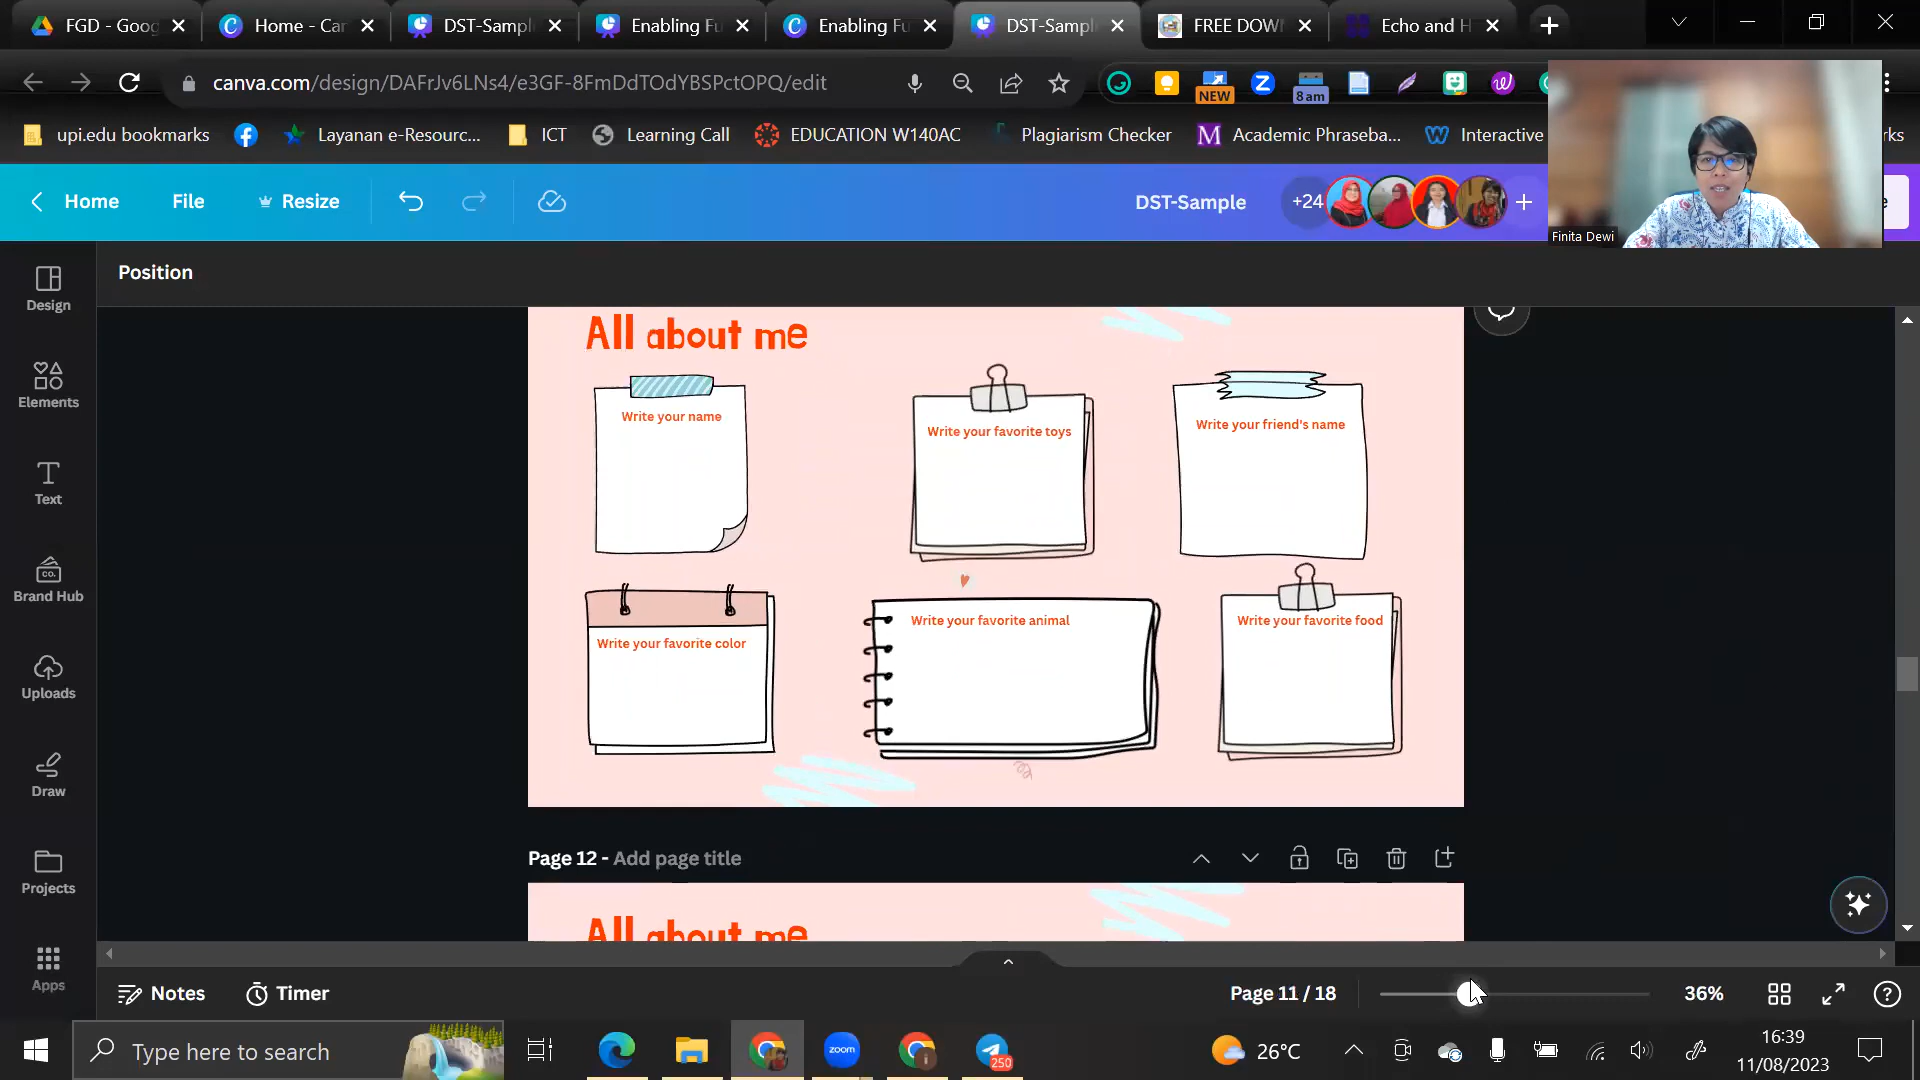 FGD - Goog
Home - Can
DST-Sampl
Enabling Fu
Enabling Fu
DST-Sampl
FREE DOW
Echo and H
canva.com/design/DAFrJv6LNs4/e3GF-8FmDdTOdYBSPctOPQ/edit
NEW
8am
upi.edu bookmarks
Layanan e-Resourc...
ICT
Learning Call
EDUCATION W140AC
Plagiarism Checker
Academic Phraseba...
Interactive
rks
Home
File
Resize
DST-Sample
+24
e
Finita Dewi
Position
Design
Elements
Text
CO.
Brand Hub
Uploads
Draw
Projects
Apps
All about me
Write your name
Write your favorite toys
Write your friend's name
Write your favorite color
Write your favorite animal
Write your favorite food
Page 12 - Add page title
All about me
Notes
Timer
Page 11 / 18
36%
Type here to search
zoom
250
26°C
16:39
11/08/2023